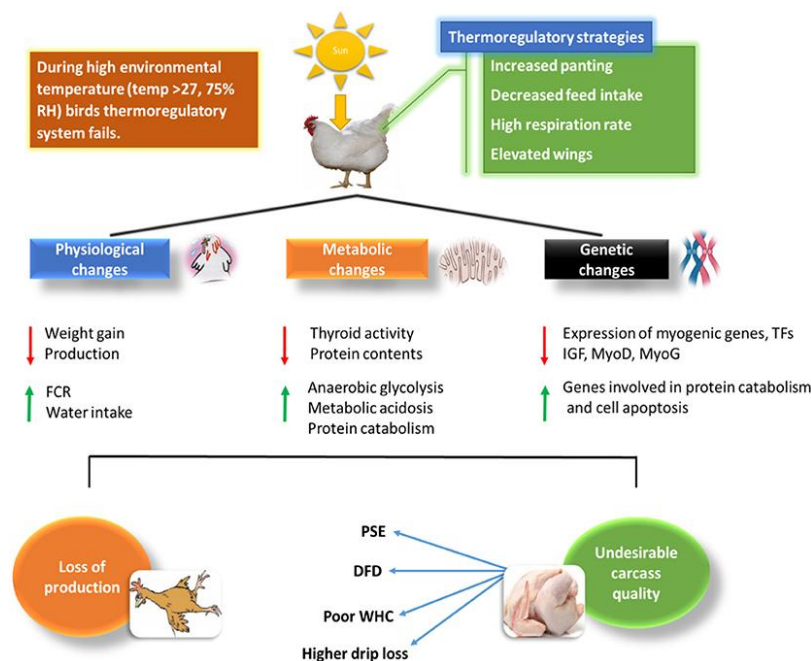 Thermoregulatory strategies
Sun
During high environmental
temperature (temp >27, 75%
RH) birds thermoregulatory
system fails.
Increased panting
Decreased feed intake
High respiration rate
Elevated wings
Physiological
changes
Metabolic
changes
Genetic
changes
Weight gain
Production
FCR
Water intake
Thyroid activity
Protein contents
Anaerobic glycolysis
Metabolic acidosis
Protein catabolism
Expression of myogenic genes, TFs
IGF, MyoD, MyoG
Genes involved in protein catabolism
and cell apoptosis
Loss of
production
PSE
DFD
Poor WHC
Higher drip loss
Undesirable
carcass
quality